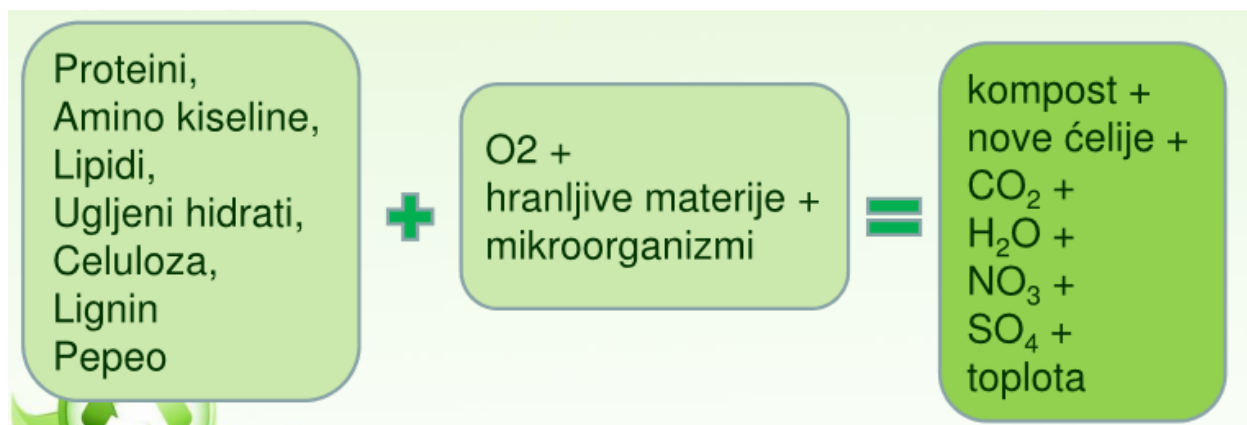 Proteini,
Amino kiseline,
Lipidi,
Ugljeni hidrati,
Celuloza,
Lignin
Pepeo
O2 +
hranljive materije +
mikroorganizmi
kompost +
nove ćelije +
CO₂ +
H₂O +
NO₃ +
SO₄ +
toplota